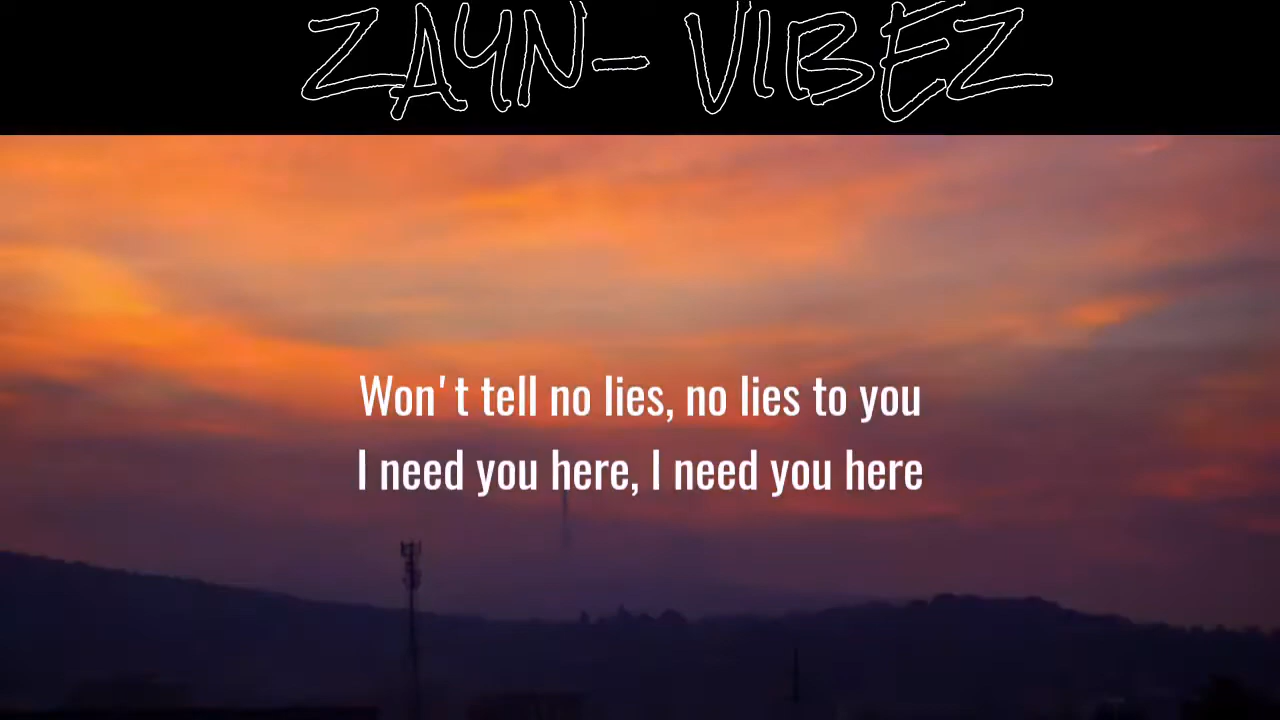 ZAYN- VIBEZ
Won't tell no lies, no lies to you
I need you here, I need you here